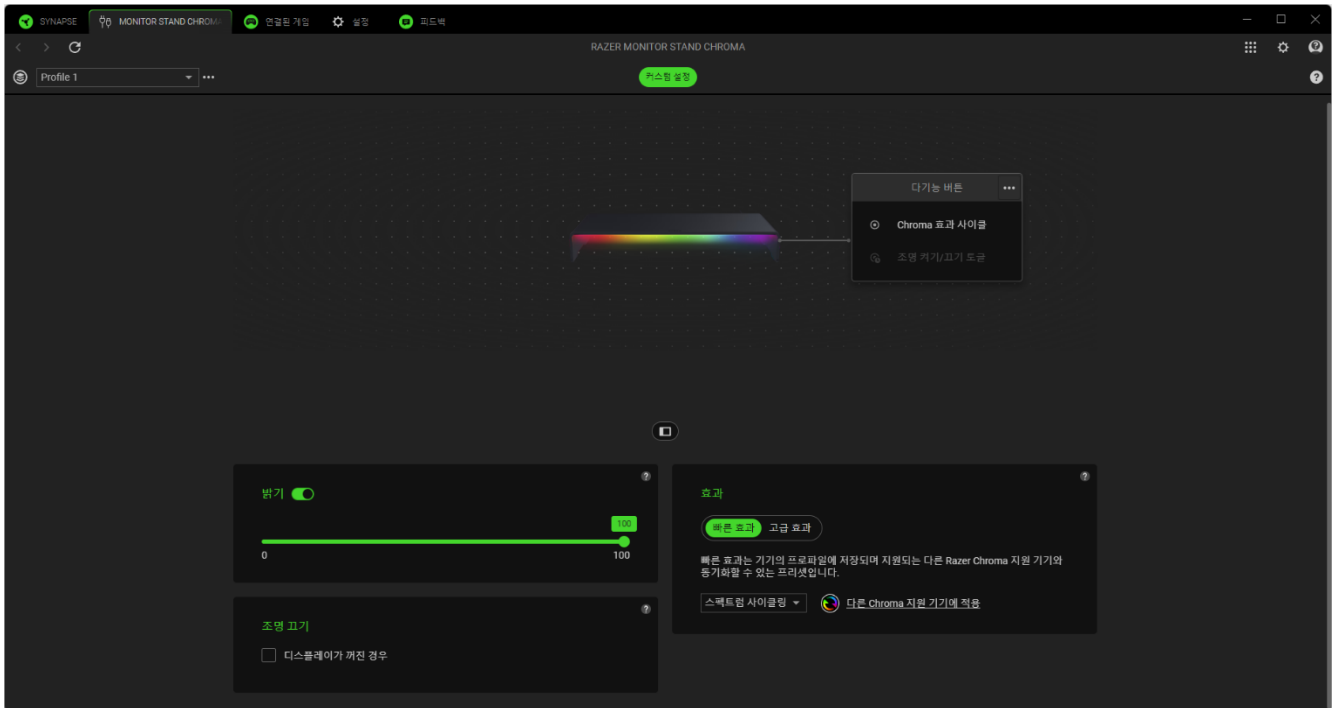 SYNAPSE
MONITOR STAND CHROMA
연결된 게임
설정
피드백
RAZER MONITOR STAND CHROMA
Profile 1
커스텀 설정
다기능 버튼
Chroma 효과 사이클
조명 켜기/끄기 토글
밝기
100
0
100
조명 끄기
디스플레이가 꺼진 경우
효과
빠른 효과
고급 효과
빠른 효과는 기기의 프로파일에 저장되며 지원되는 다른 Razer Chroma 지원 기기와
동기화할 수 있는 프리셋입니다.
스펙트럼 사이클링
다른 Chroma 지원 기기에 적용